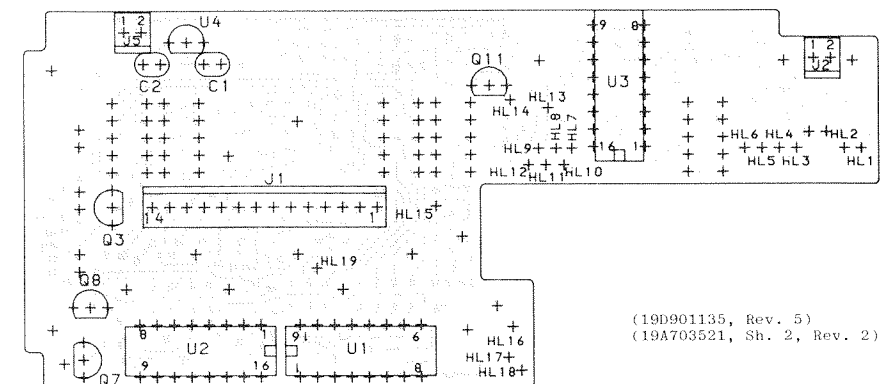 1 2
J5
U4
C2
C1
Q11
9 8
U3
16 1
1 2
J2
HL13
HL14
HL8
HL7
HL9
HL12
HL11
HL10
HL6 HL4
HL5 HL3
HL2
HL1
J1
14 1
HL15
Q3
HL19
Q8
8 1
U2
9 16
9 6
U1
8
Q7
HL16
HL17
HL18
(19D901135, Rev. 5)
(19A703521, Sh. 2, Rev. 2)